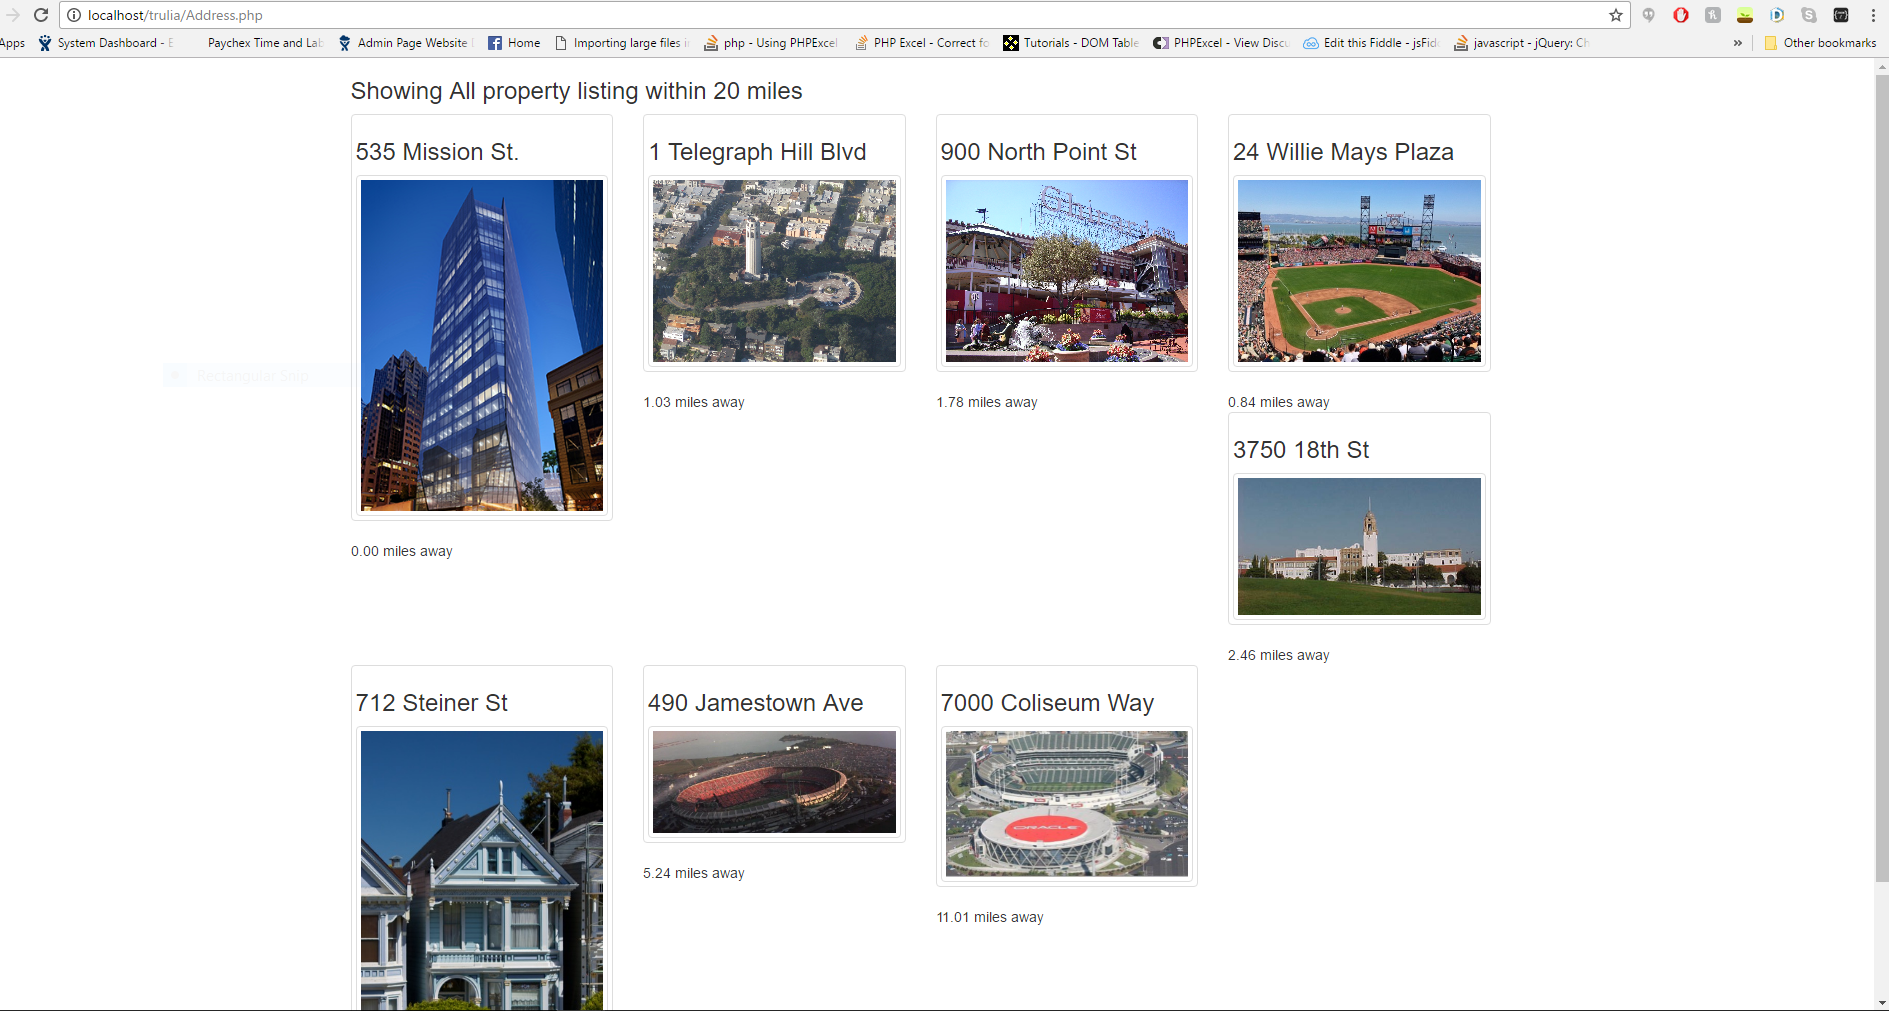 localhost/trulia/Address.php
Apps
System Dashboard - E
Paychex Time and Lab
Admin Page Website
Home
Importing large files i
php - Using PHPExcel
PHP Excel - Correct fo
Tutorials - DOM Table
PHPExcel - View Discu
Edit this Fiddle - jsFid
javascript - jQuery: Ch
»
Other bookmarks
Showing All property listing within 20 miles
535 Mission St.
1 Telegraph Hill Blvd
900 North Point St
24 Willie Mays Plaza
Rectangular Snip
1.03 miles away
1.78 miles away
0.84 miles away
3750 18th St
0.00 miles away
2.46 miles away
712 Steiner St
490 Jamestown Ave
7000 Coliseum Way
ORACLE
5.24 miles away
11.01 miles away